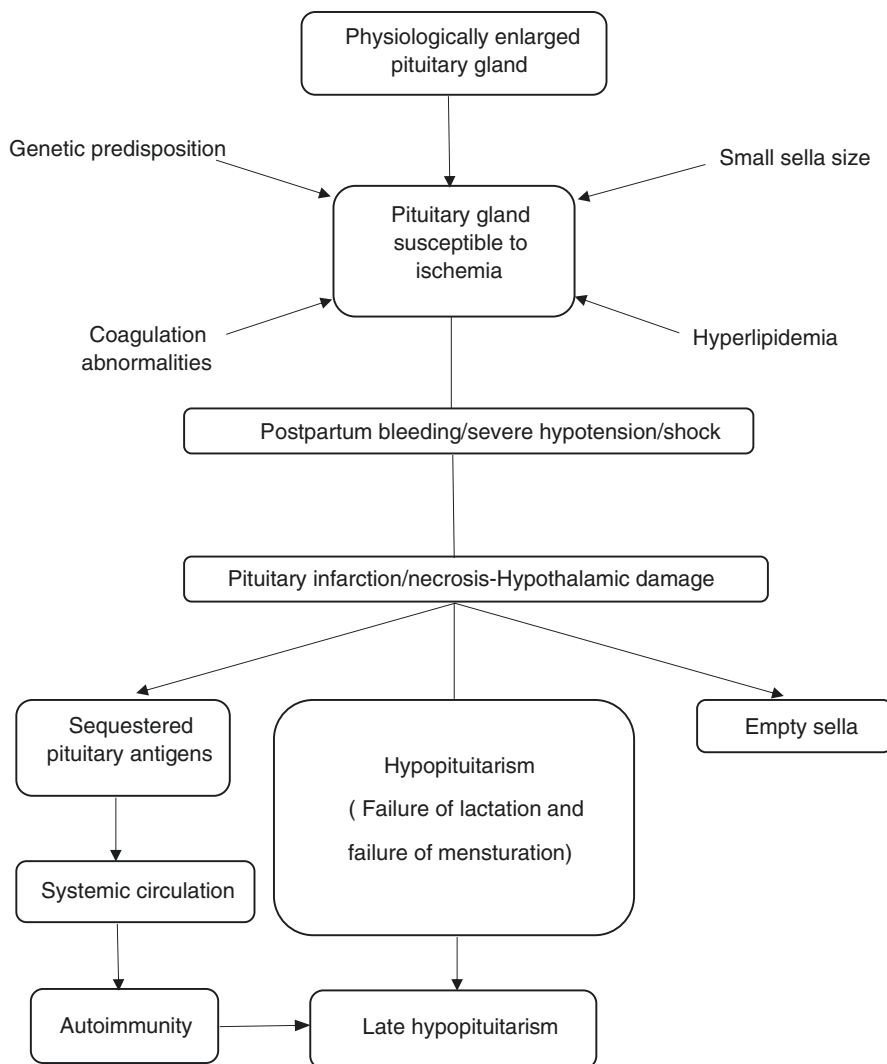 Physiologically enlarged
pituitary gland
Genetic predisposition
Small sella size
Pituitary gland
susceptible to
ischemia
Coagulation
abnormalities
Hyperlipidemia
Postpartum bleeding/severe hypotension/shock
Pituitary infarction/necrosis-Hypothalamic damage
Sequestered
pituitary antigens
Hypopituitarism
( Failure of lactation and
failure of mensturation)
Empty sella
Systemic circulation
Autoimmunity
Late hypopituitarism